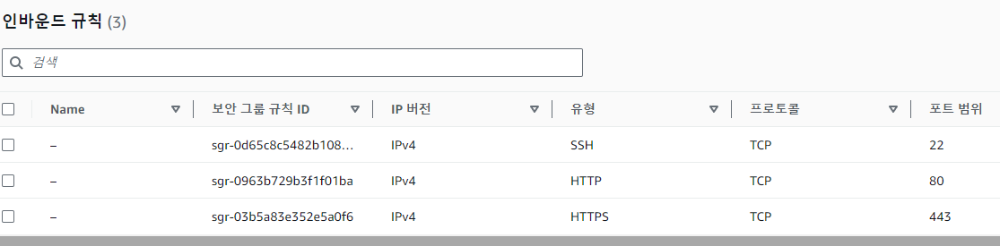 인바운드 규칙 (3)
검색
Name 보안 그룹 규칙 ID IP 버전 유형 프로토콜 포트 범위
– sgr-0d65c8c5482b108... IPv4 SSH TCP 22
– sgr-0963b729b3f1f01ba IPv4 HTTP TCP 80
– sgr-03b5a83e352e5a0f6 IPv4 HTTPS TCP 443